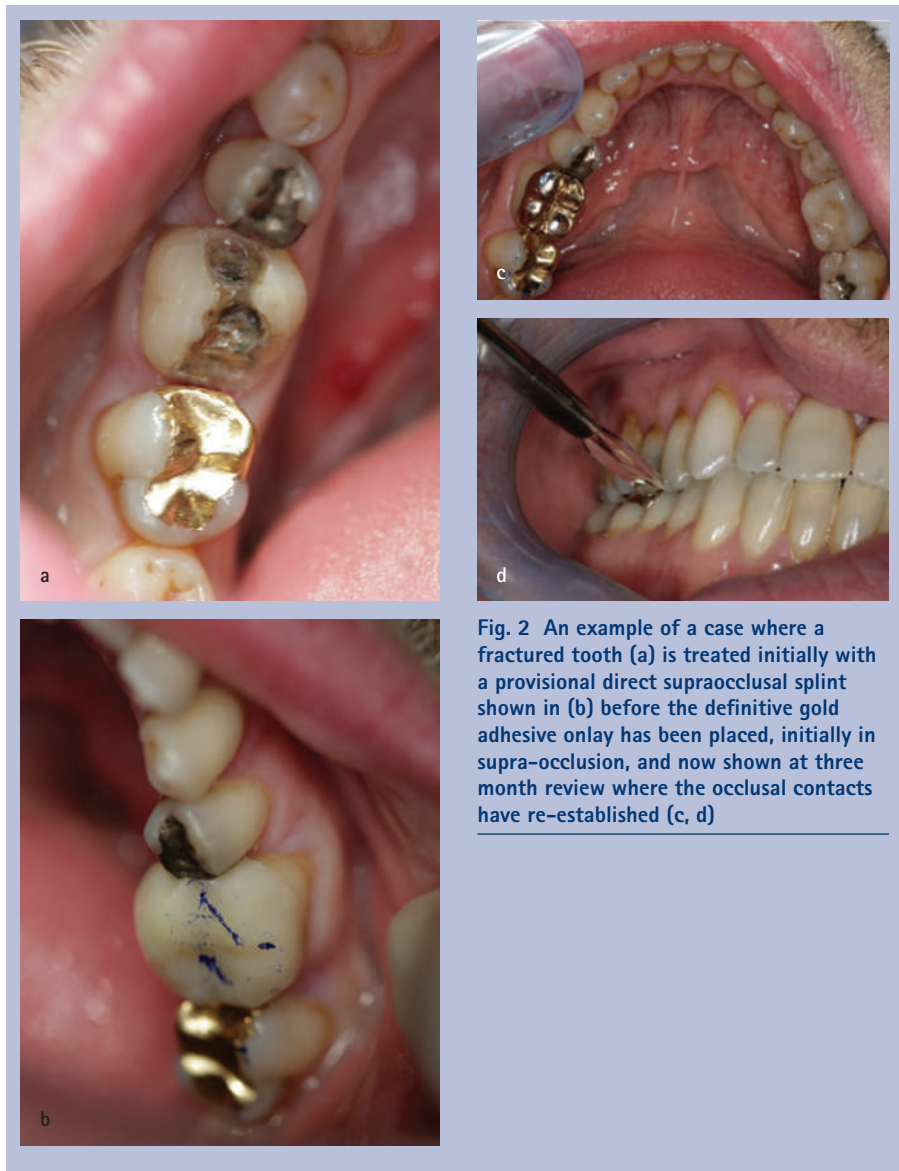 a
b
c
d
Fig. 2 An example of a case where a
fractured tooth (a) is treated initially with
a provisional direct supraocclusal splint
shown in (b) before the definitive gold
adhesive onlay has been placed, initially in
supra-occlusion, and now shown at three
month review where the occlusal contacts
have re-established (c, d)